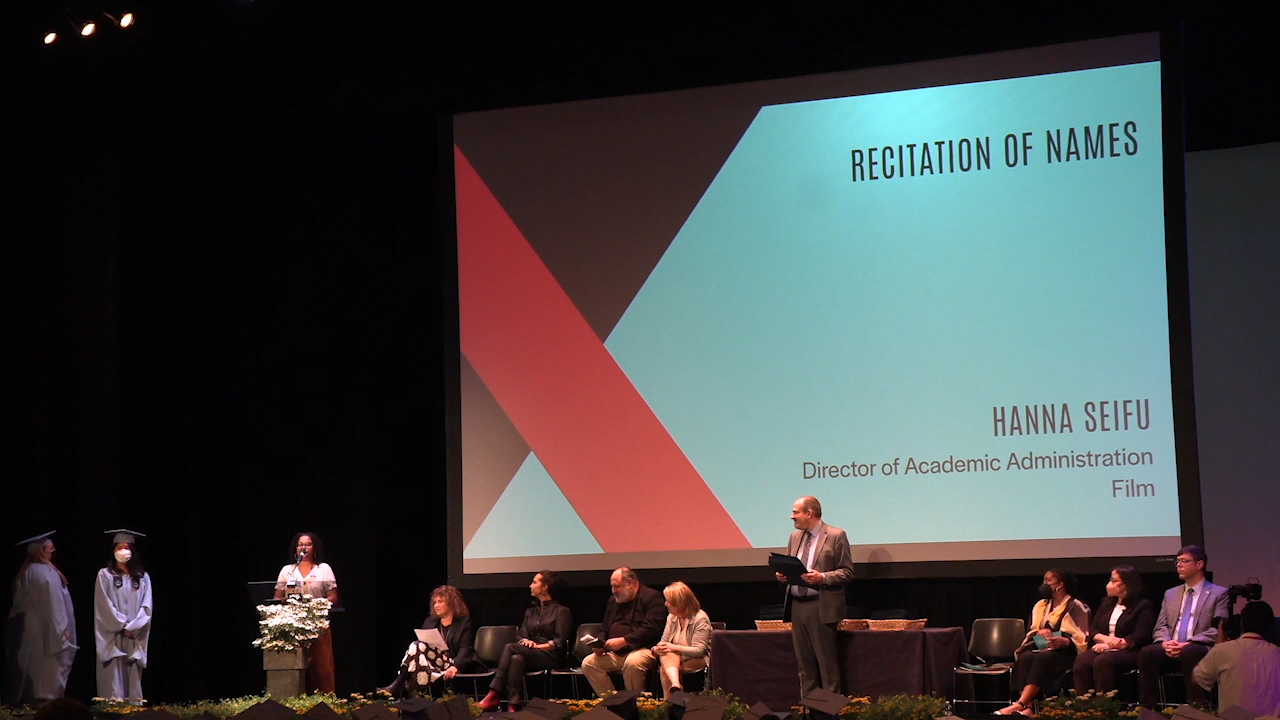 RECITATION OF NAMES
HANNA SEIFU
Director of Academic Administration
Film